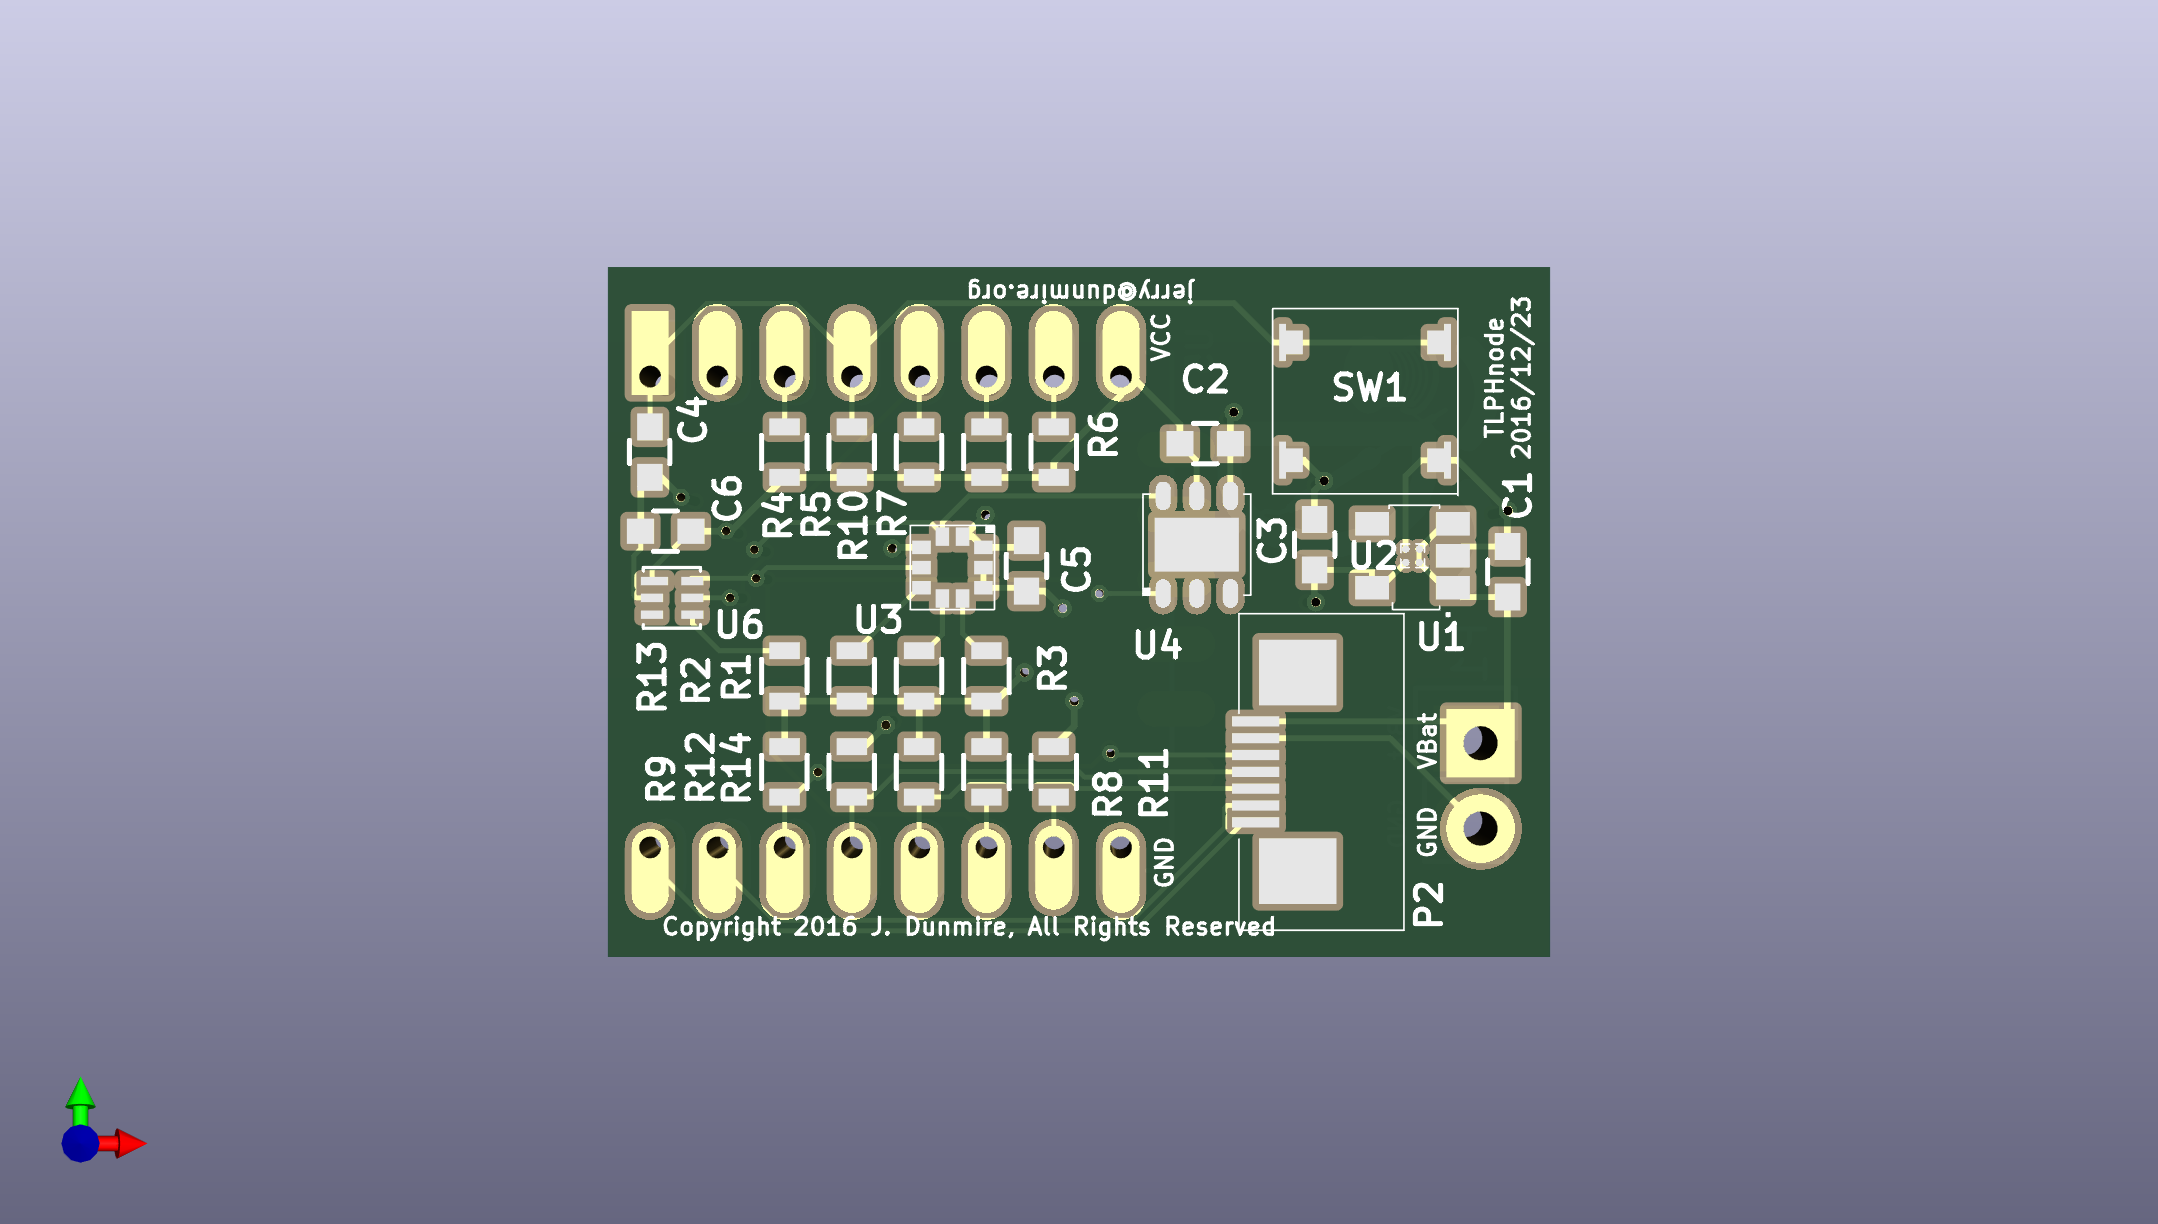 jerry@dunmire.org
VCC
TLPHnode
2016/12/23
C2
SW1
C4
R6
C6
R4
R5
R10
R7
C1
C3
U2
C5
U6
U3
U4
U1
R13
R2
R1
R3
VBat
R9
R12
R14
R8
R11
GND
GND
P2
Copyright 2016 J. Dunmire, All Rights Reserved